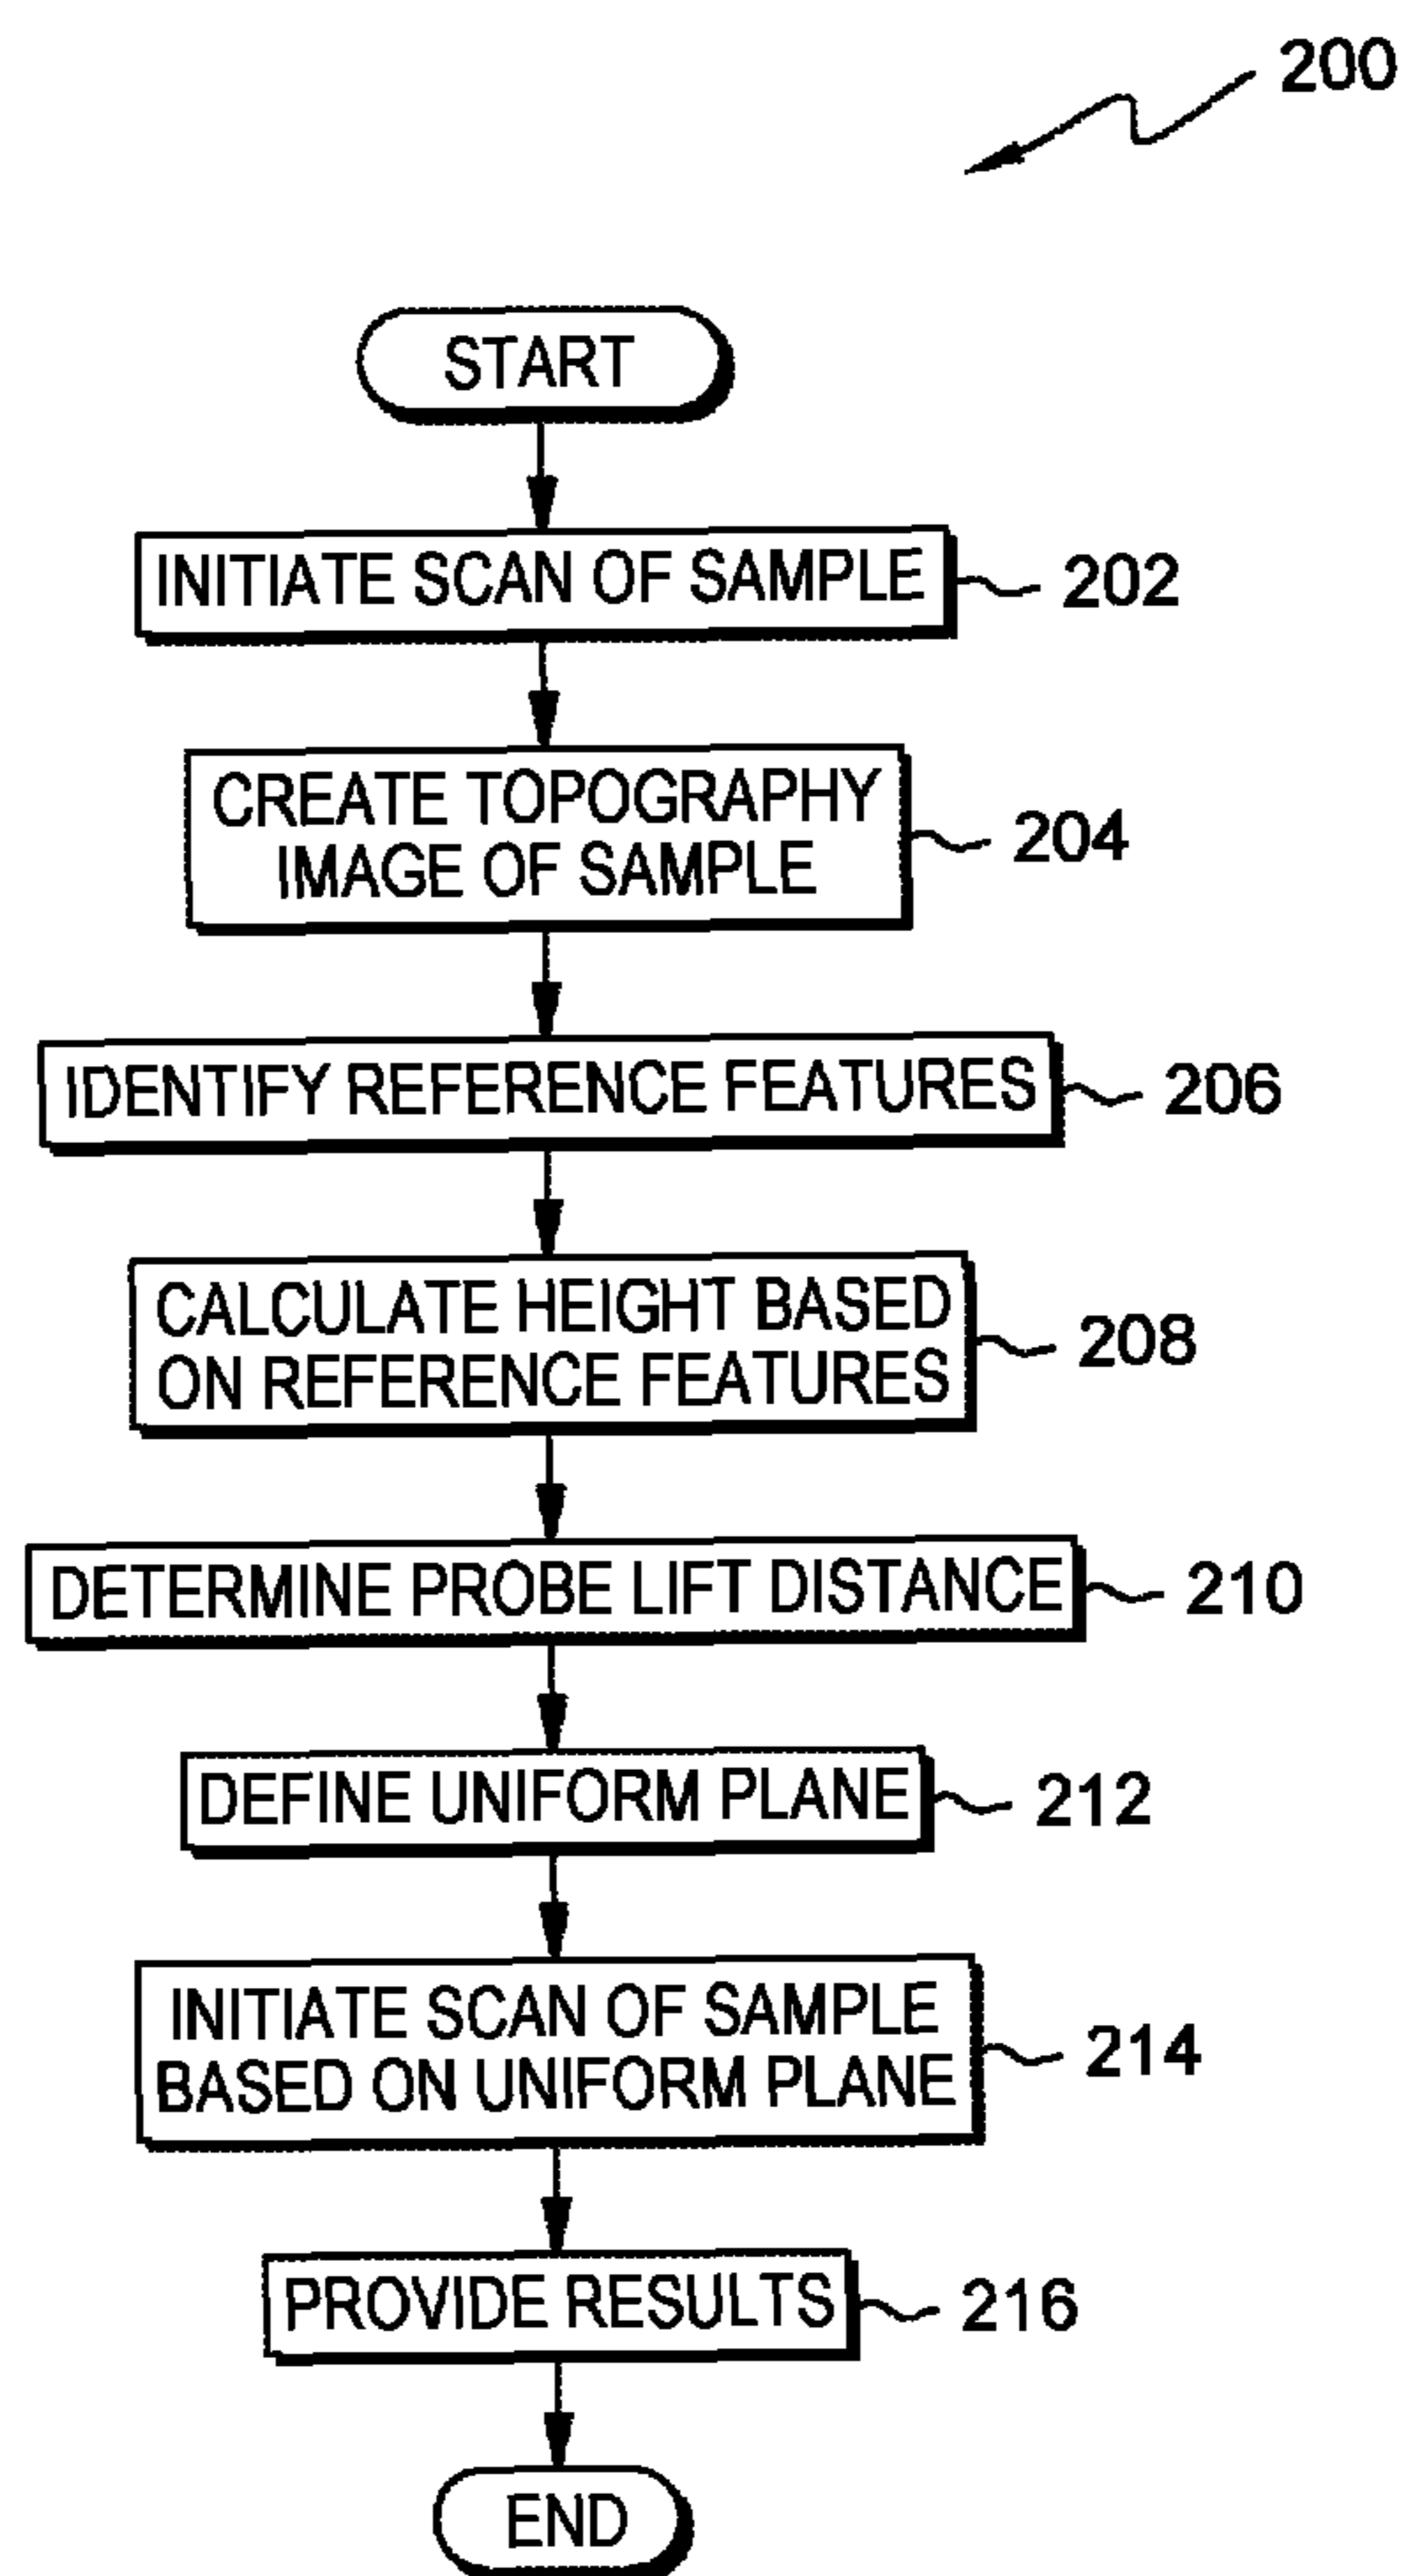 200
START
INITIATE SCAN OF SAMPLE
202
CREATE TOPOGRAPHY
IMAGE OF SAMPLE
204
IDENTIFY REFERENCE FEATURES
206
CALCULATE HEIGHT BASED
ON REFERENCE FEATURES
208
DETERMINE PROBE LIFT DISTANCE
210
DEFINE UNIFORM PLANE
212
INITIATE SCAN OF SAMPLE
BASED ON UNIFORM PLANE
214
PROVIDE RESULTS
216
END